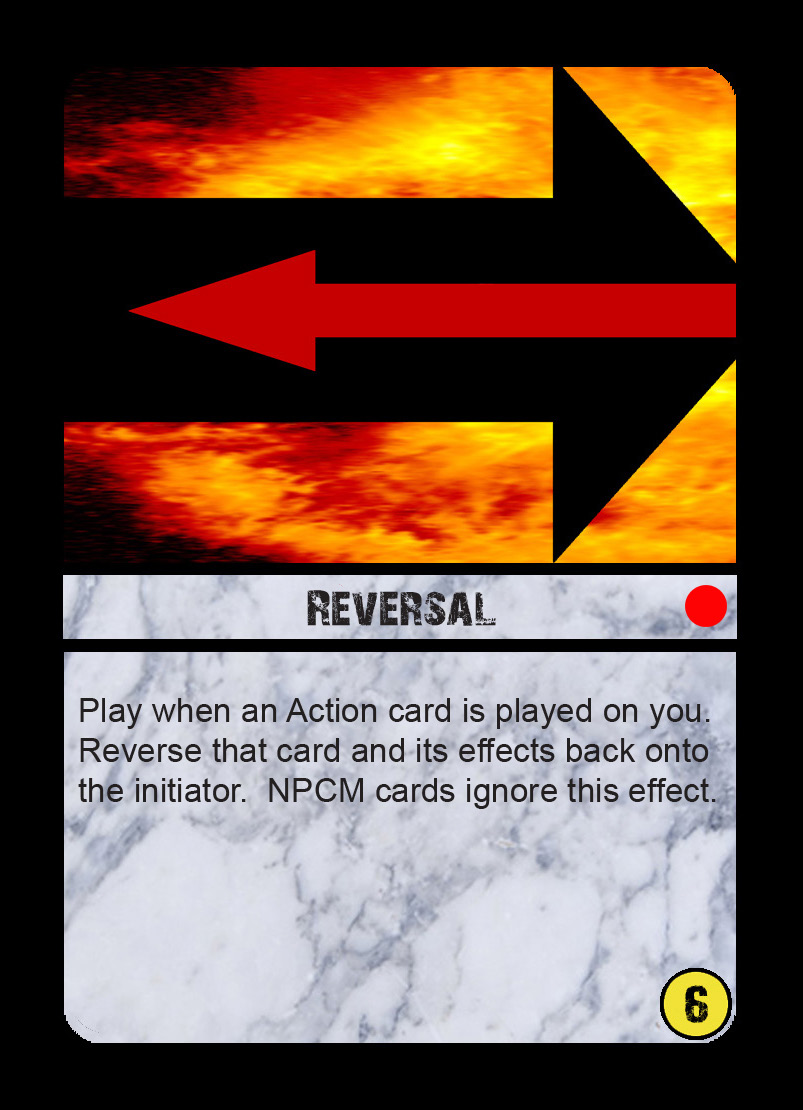 REVERSAL
Play when an Action card is played on you.
Reverse that card and its effects back onto
the initiator.  NPCM cards ignore this effect.
6